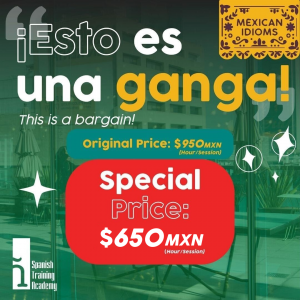 MEXICAN
IDIOMS
"¡Esto es
una ganga!"
This is a bargain!
Original Price: $950MXN
(Hour/Session)
Special
Price:
$650MXN
(Hour/Session)
Spanish
Training
Academy